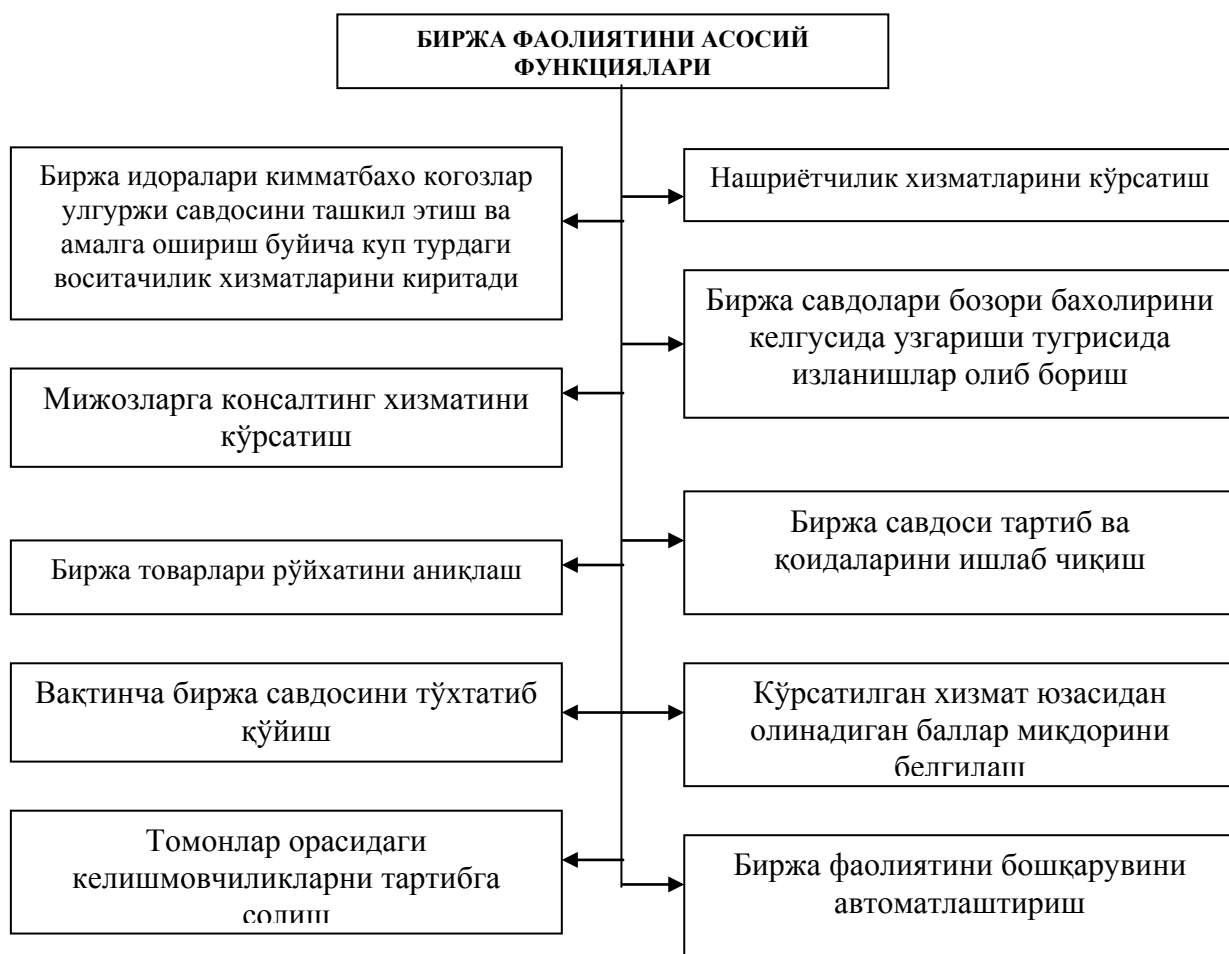 БИРЖА ФАОЛИЯТИНИ АСОСИЙ
ФУНКЦИЯЛАРИ
Биржа идоралари кимматбахо когозлар
улгуржи савдосини ташкил этиш ва
амалга ошириш буйича куп турдаги
воситачилик хизматларини киритади
Нашриётчилик хизматларини кўрсатиш
Биржа савдолари бозори бахолирини
келгусида узгариши тугрисида
изланишлар олиб бориш
Мижозларга консалтинг хизматини
кўрсатиш
Биржа савдоси тартиб ва
қоидаларини ишлаб чиқиш
Биржа товарлари рўйхатини аниқлаш
Вақтинча биржа савдосини тўхтатиб
қўйиш
Кўрсатилган хизмат юзасидан
олинадиган баллар миқдорини
белгилаш
Томонлар орасидаги
келишмовчиликларни тартибга
солиш
Биржа фаолиятини бошқарувини
автоматлаштириш